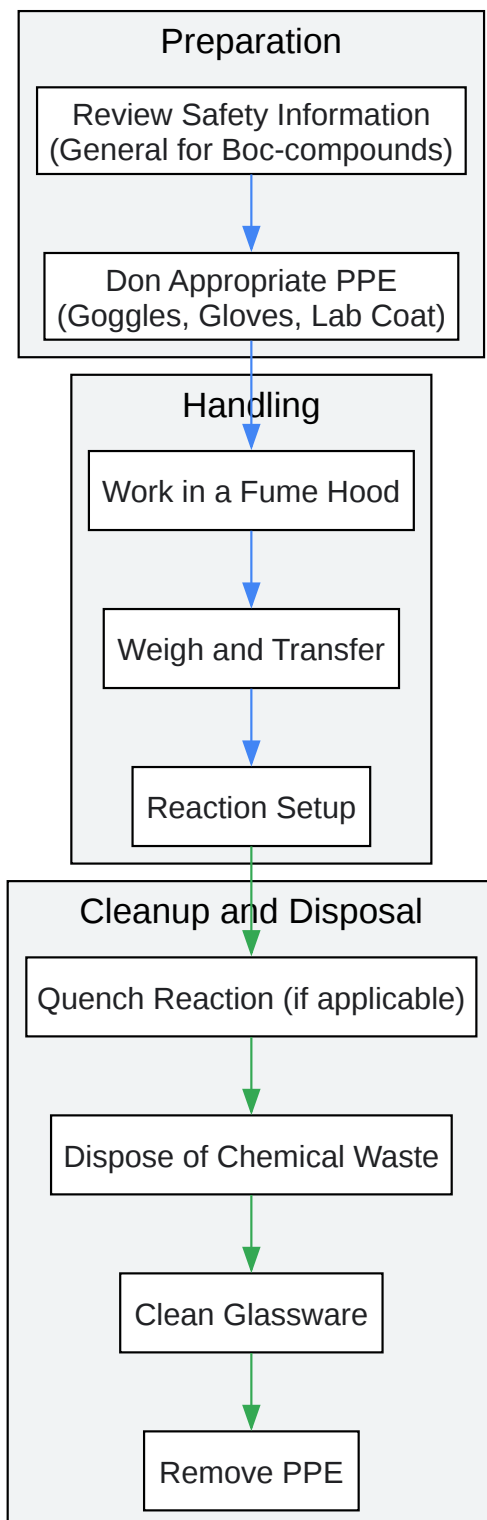 Preparation
Review Safety Information
(General for Boc-compounds)
Don Appropriate PPE
(Goggles, Gloves, Lab Coat)
Handling
Work in a Fume Hood
Weigh and Transfer
Reaction Setup
Cleanup and Disposal
Quench Reaction (if applicable)
Dispose of Chemical Waste
Clean Glassware
Remove PPE